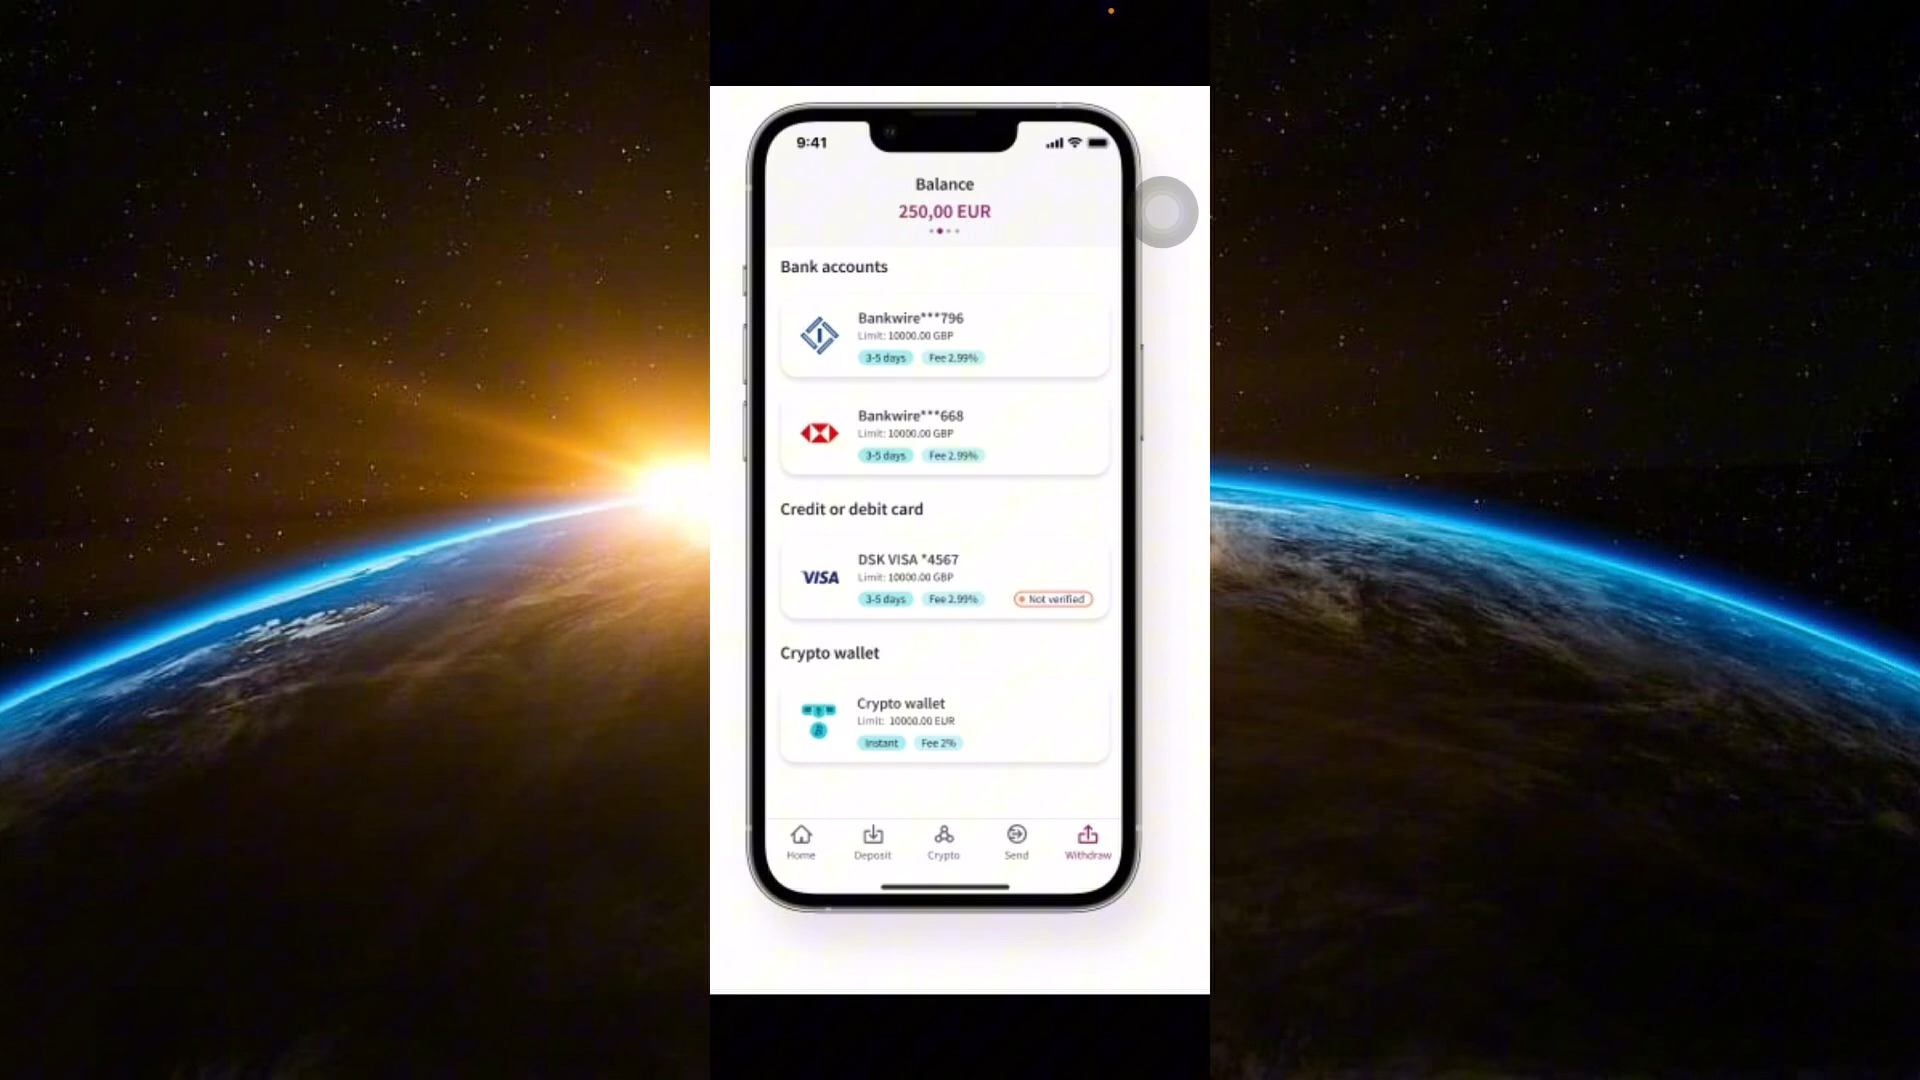 9:41
Balance
250,00 EUR
Bank accounts
Bankwire***796
Limit: 10000.00 GBP
3-5 days Fee 2.99%
Bankwire***668
Limit: 10000.00 GBP
3-5 days Fee 2.99%
Credit or debit card
VISA
DSK VISA *4567
Limit: 10000.00 GBP
3-5 days Fee 2.99% Not verified
Crypto wallet
Crypto wallet
Limit: 10000.00 EUR
Instant Fee 2%
Home Deposit Crypto Send Withdraw